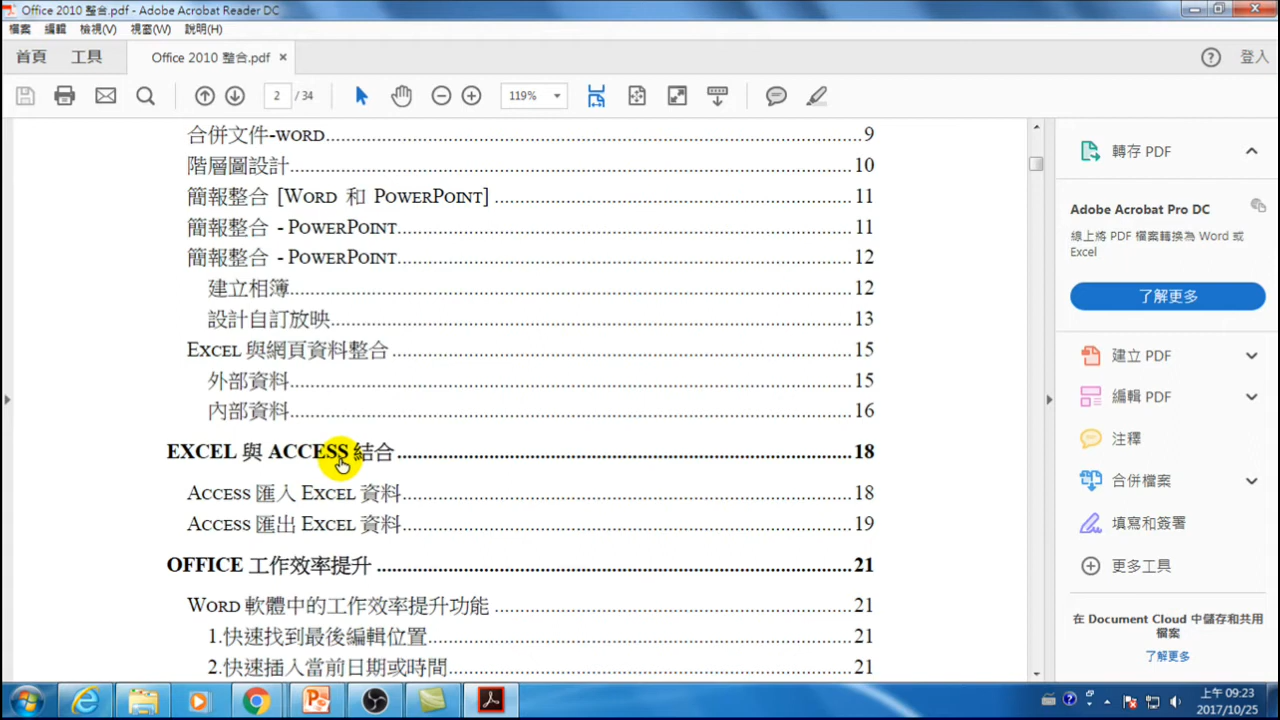 Office 2010 整合.pdf - Adobe Acrobat Reader DC
檔案 編輯 檢視(V) 視窗(W) 說明(H)
首頁 工具 Office 2010 整合.pdf × 登入
2 / 34 119%
合併文件-WORD 9
階層圖設計 10
簡報整合 [WORD 和 POWERPOINT] 11
簡報整合 - POWERPOINT 11
簡報整合 - POWERPOINT 12
建立相簿 12
設計自訂放映 13
EXCEL 與網頁資料整合 15
外部資料 15
內部資料 16
EXCEL 與 ACCESS 結合 18
ACCESS 匯入 EXCEL 資料 18
ACCESS 匯出 EXCEL 資料 19
OFFICE 工作效率提升 21
WORD 軟體中的工作效率提升功能 21
1.快速找到最後編輯位置 21
2.快速插入當前日期或時間 21
轉存 PDF
Adobe Acrobat Pro DC
線上將 PDF 檔案轉換為 Word 或
Excel
了解更多
建立 PDF
編輯 PDF
注釋
合併檔案
填寫和簽署
更多工具
在 Document Cloud 中儲存和共用
檔案
了解更多
上午 09:23
2017/10/25